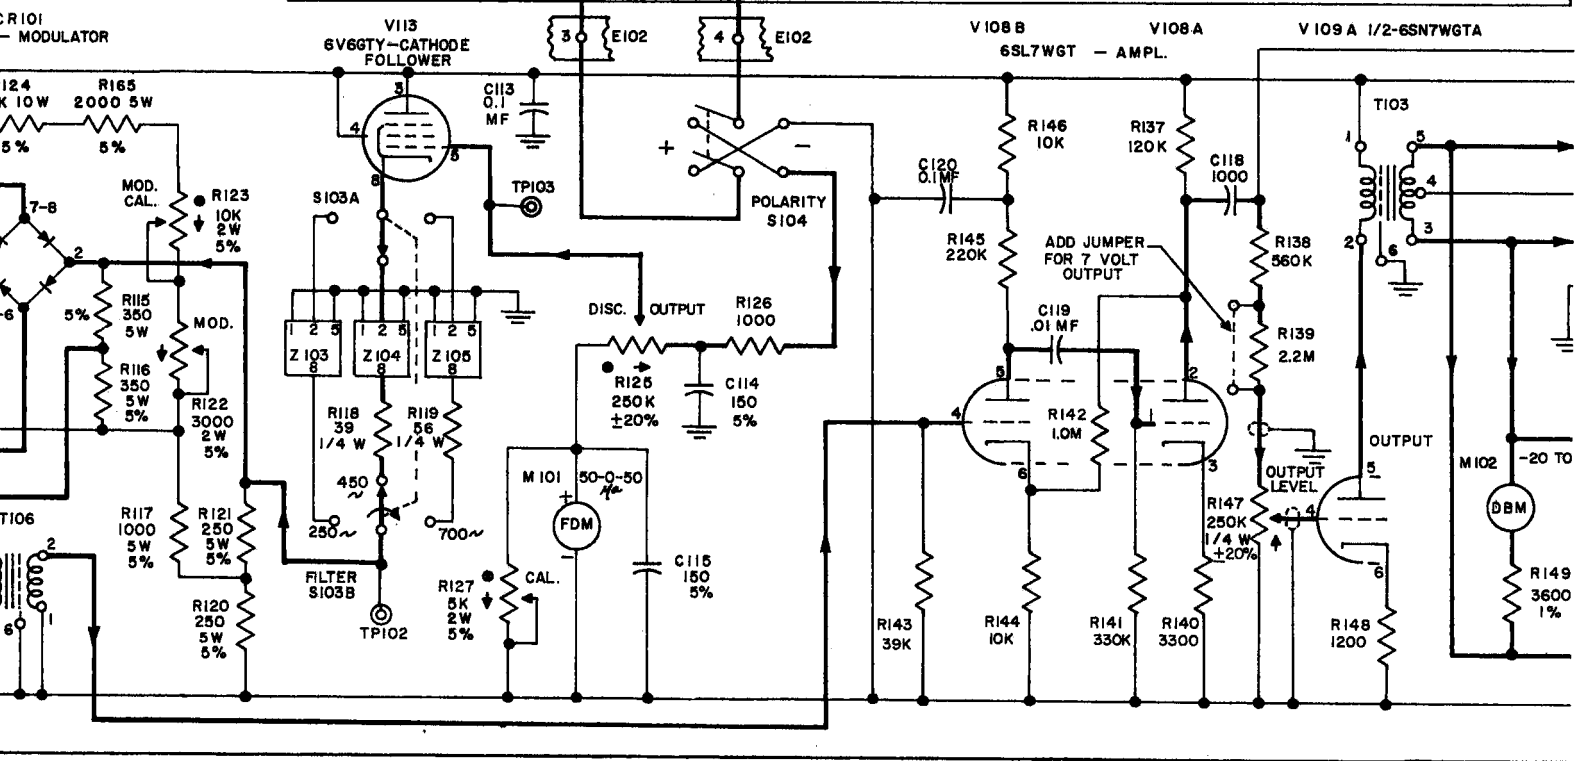 CR101
– MODULATOR
V113
6V6GTY–CATHODE
FOLLOWER
3
E102
4
E102
V108B
V108A
6SL7WGT – AMPL.
V109A 1/2-6SN7WGTA
124
K 10W
5%
R165
2000 5W
5%
3
4
5
8
C113
0.1
MF
+
–
POLARITY
S104
C120
0.1MF
R146
10K
R137
120K
C118
1000
T103
1
2
5
4
3
6
MOD.
CAL.
R123
10K
2W
5%
7-8
2
-6
S103A
TP103
R145
220K
ADD JUMPER
FOR 7 VOLT
OUTPUT
R138
560K
5%
R115
350
5W
MOD.
1 2 5
Z103
8
1 2 5
Z104
8
1 2 5
Z105
8
DISC. OUTPUT
R126
1000
C119
.01 MF
R139
2.2M
R116
350
5W
5%
R122
3000
2W
5%
R118
39
1/4 W
R119
56
1/4 W
R125
250K
±20%
C114
150
5%
5
4
6
R142
1.0M
2
1
3
OUTPUT
450
~
250~
700~
M101
50-0-50
+
FDM
–
OUTPUT
LEVEL
R147
250K
1/4 W
±20%
5
4
6
M102
-20 TO
DBM
T106
2
1
6
R117
1000
5W
5%
R121
250
5W
5%
R120
250
5W
5%
FILTER
S103B
TP102
R127
5K
2W
5%
CAL.
C115
150
5%
R143
39K
R144
10K
R141
330K
R140
3300
R148
1200
R149
3600
1%